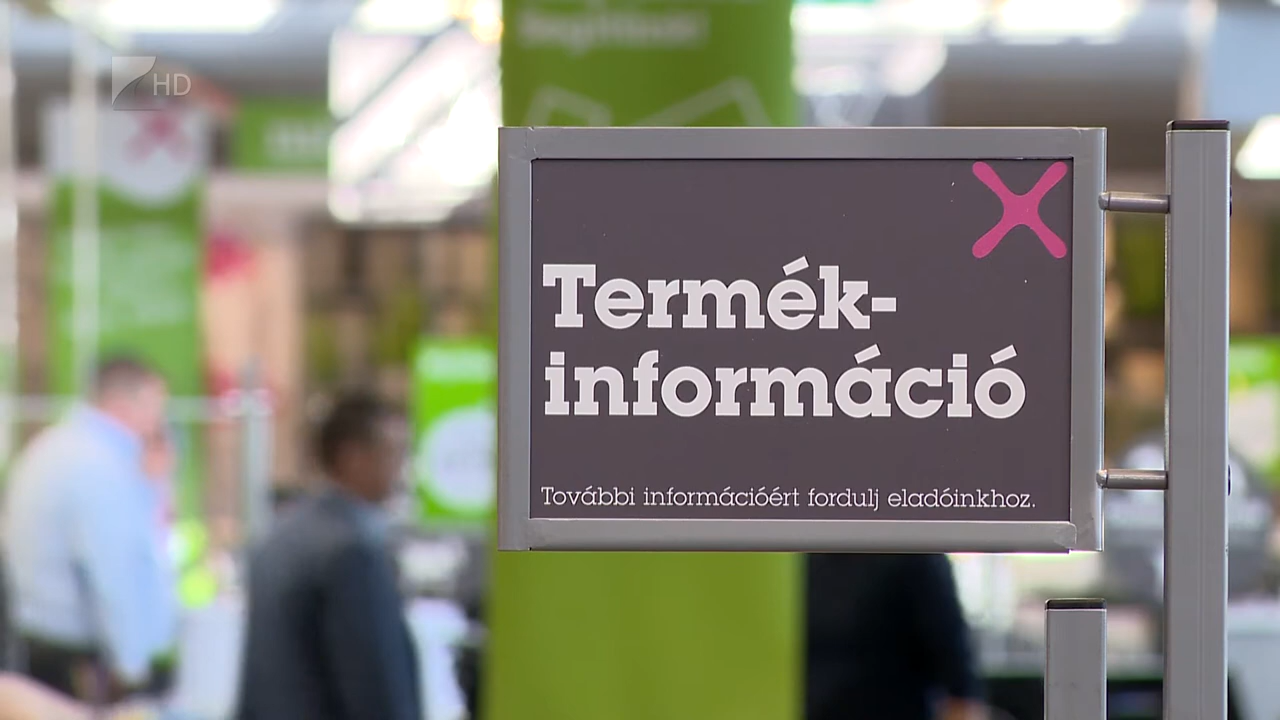 HD
Termék-
információ
További információért fordulj eladóinkhoz.